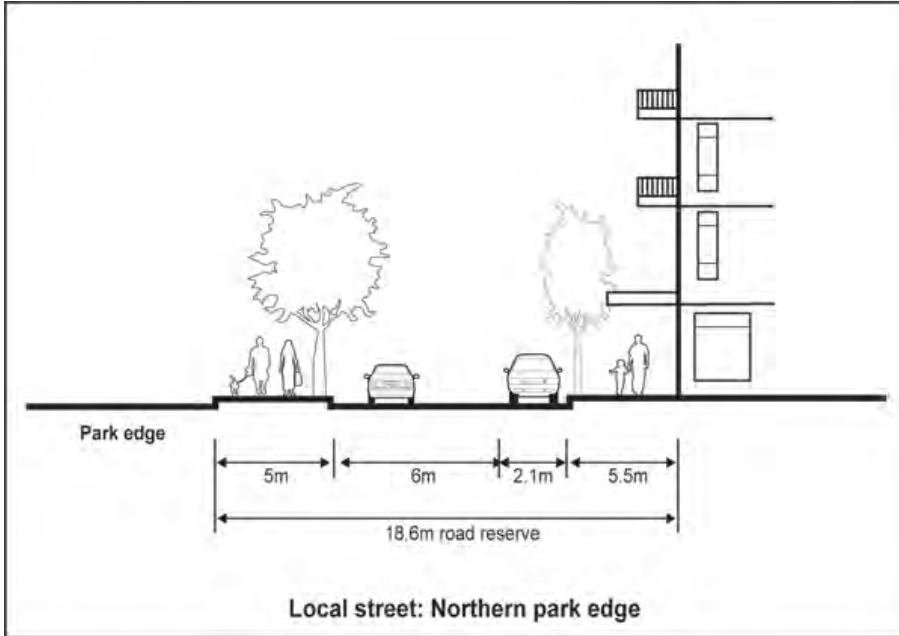 Park edge
5m
6m
2.1m
5.5m
18.6m road reserve
Local street: Northern park edge